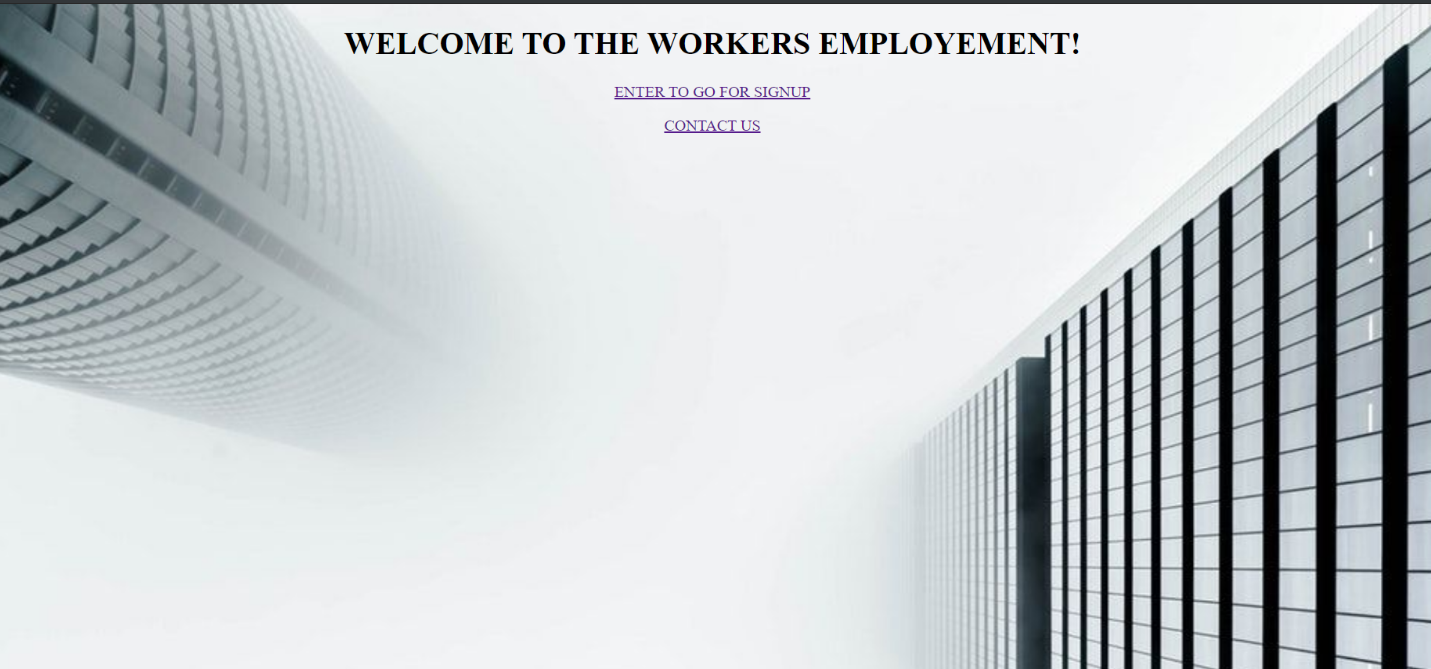 WELCOME TO THE WORKERS EMPLOYEMENT!
ENTER TO GO FOR SIGNUP
CONTACT US